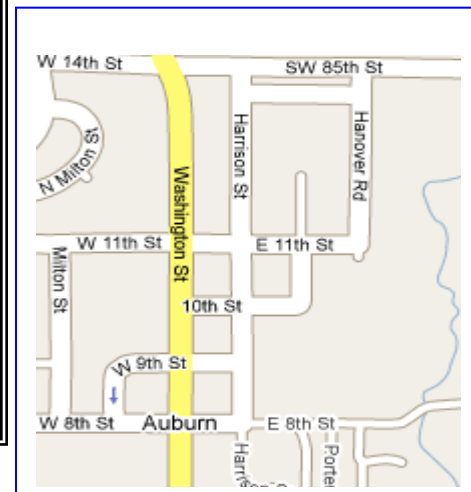 W 14th St
SW 85th St
N Milton St
Harrison St
Hanover Rd
Washington St
W 11th St
E 11th St
Milton St
10th St
W 9th St
W 8th St
Auburn
E 8th St